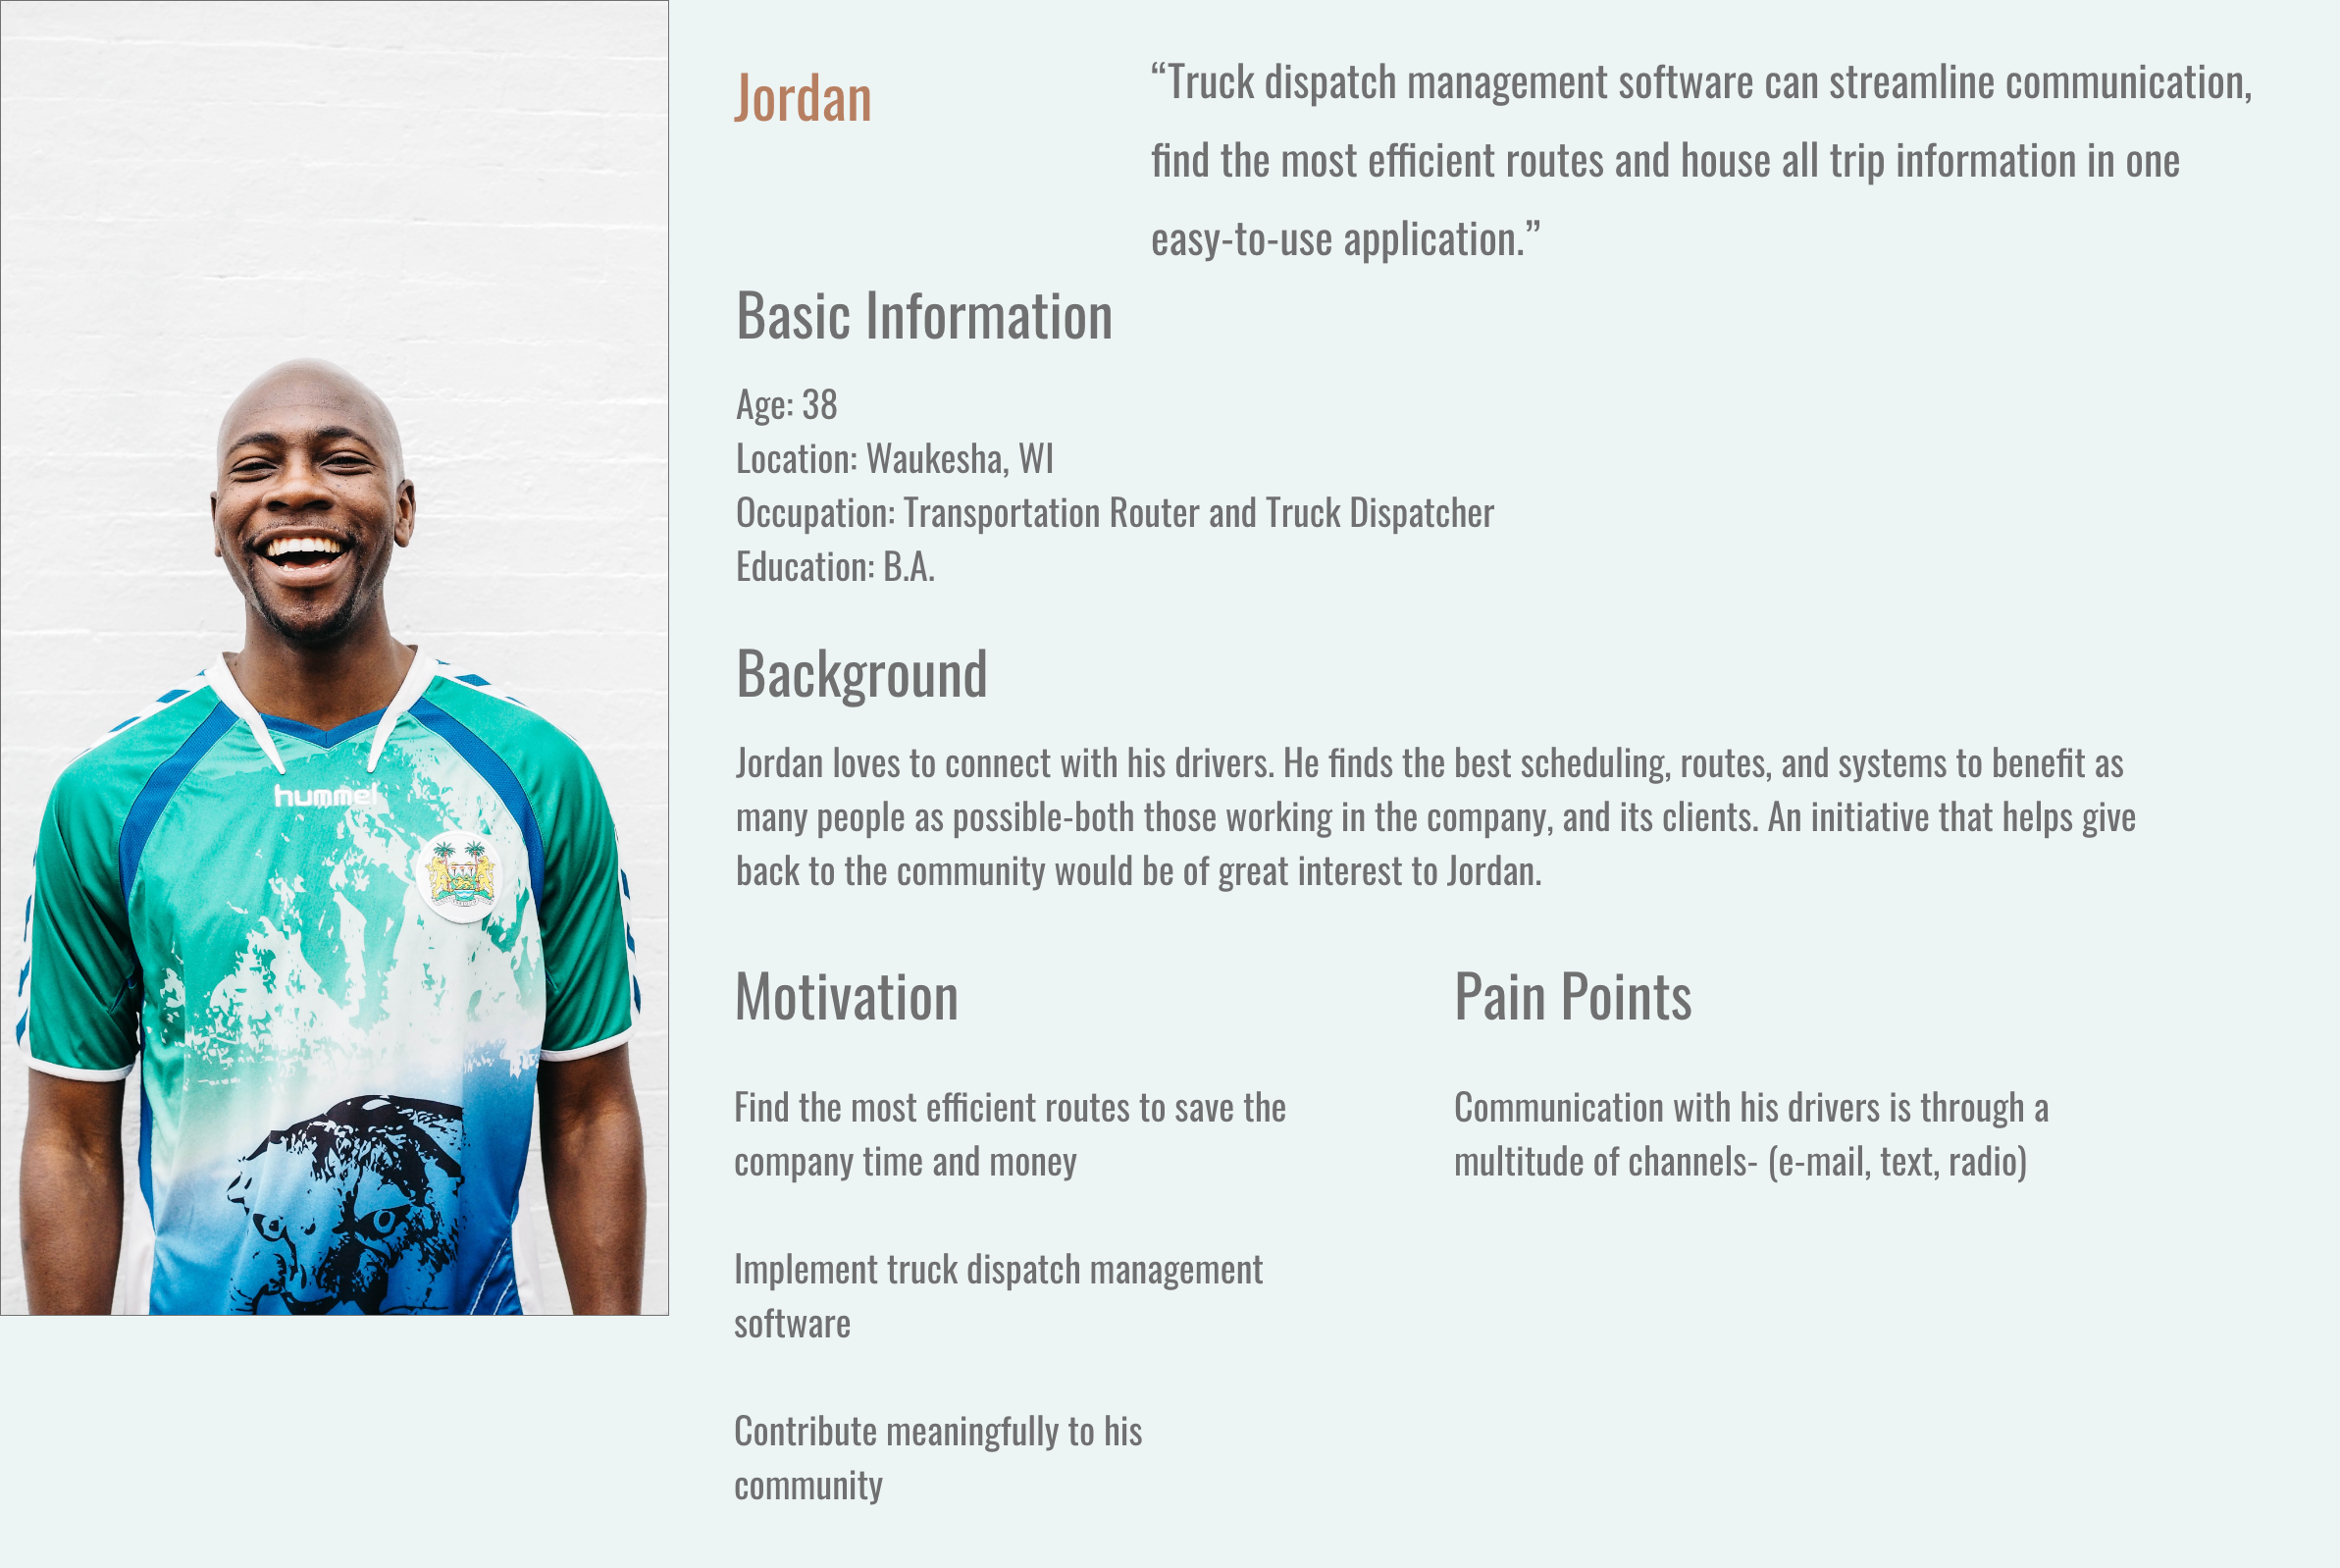 Jordan
“Truck dispatch management software can streamline communication,
find the most efficient routes and house all trip information in one
easy-to-use application.”
Basic Information
Age: 38
Location: Waukesha, WI
Occupation: Transportation Router and Truck Dispatcher
Education: B.A.
Background
Jordan loves to connect with his drivers. He finds the best scheduling, routes, and systems to benefit as
many people as possible-both those working in the company, and its clients. An initiative that helps give
back to the community would be of great interest to Jordan.
Motivation
Find the most efficient routes to save the
company time and money
Implement truck dispatch management
software
Contribute meaningfully to his
community
Pain Points
Communication with his drivers is through a
multitude of channels- (e-mail, text, radio)
hummel